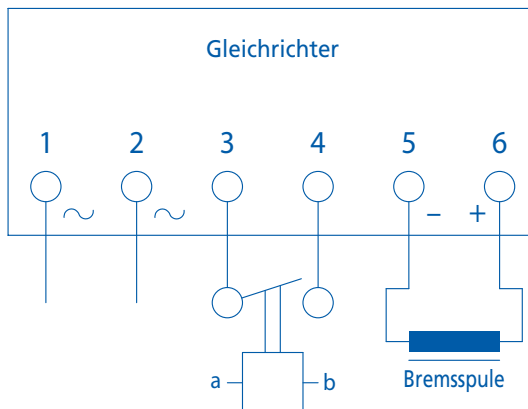 Gleichrichter
1 2 3 4 5 6
~ ~ – +
a b
Bremsspule